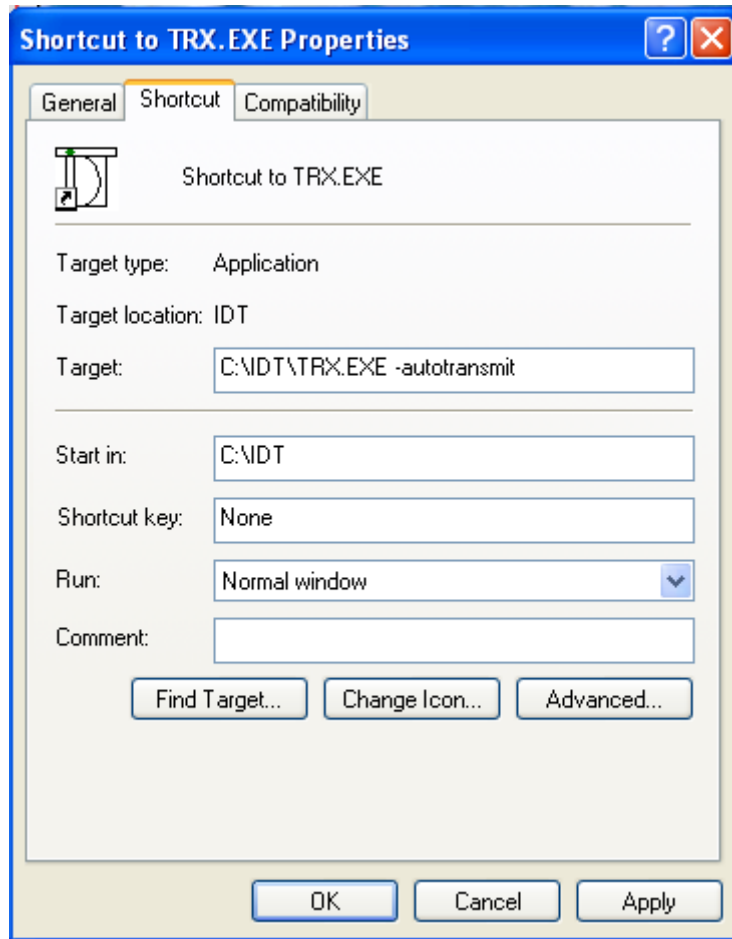 Shortcut to TRX.EXE Properties
General Shortcut Compatibility
Shortcut to TRX.EXE
Target type: Application
Target location: IDT
Target: C:\IDT\TRX.EXE -autotransmit
Start in: C:\IDT
Shortcut key: None
Run: Normal window
Comment:
Find Target... Change Icon... Advanced...
OK Cancel Apply